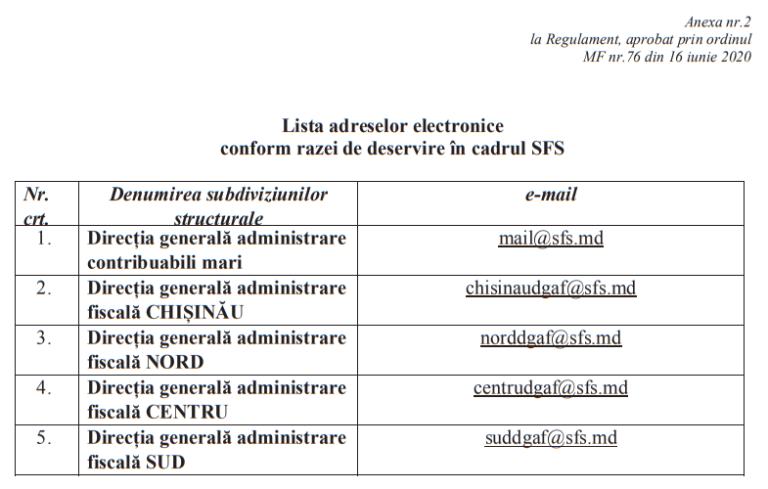 Anexa nr.2
la Regulament, aprobat prin ordinul
MF nr.76 din 16 iunie 2020
Lista adreselor electronice
conform razei de deservire în cadrul SFS
Nr. crt.
Denumirea subdiviziunilor
structurale
e-mail
1.
Direcția generală administrare
contribuabili mari
mail@sfs.md
2.
Direcția generală administrare
fiscală CHIȘINĂU
chisinaudgaf@sfs.md
3.
Direcția generală administrare
fiscală NORD
norddgaf@sfs.md
4.
Direcția generală administrare
fiscală CENTRU
centrudgaf@sfs.md
5.
Direcția generală administrare
fiscală SUD
suddgaf@sfs.md